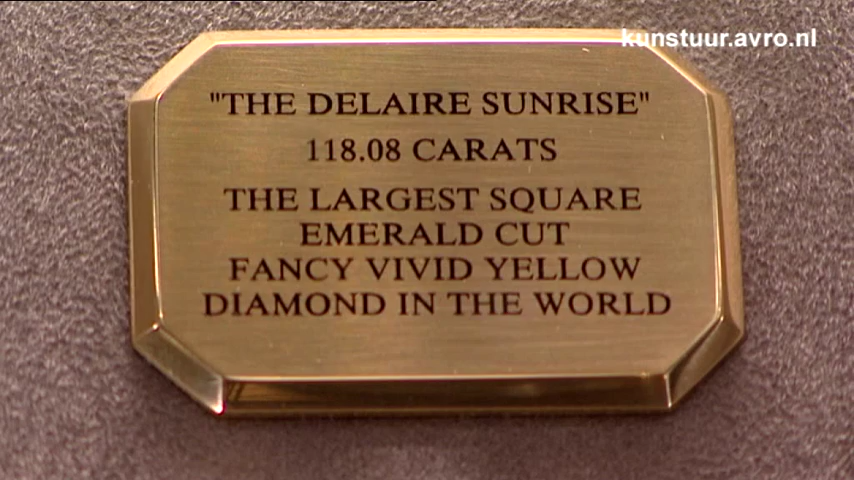 kunstuur.avro.nl
"THE DELAIRE SUNRISE"
118.08 CARATS
THE LARGEST SQUARE
EMERALD CUT
FANCY VIVID YELLOW
DIAMOND IN THE WORLD